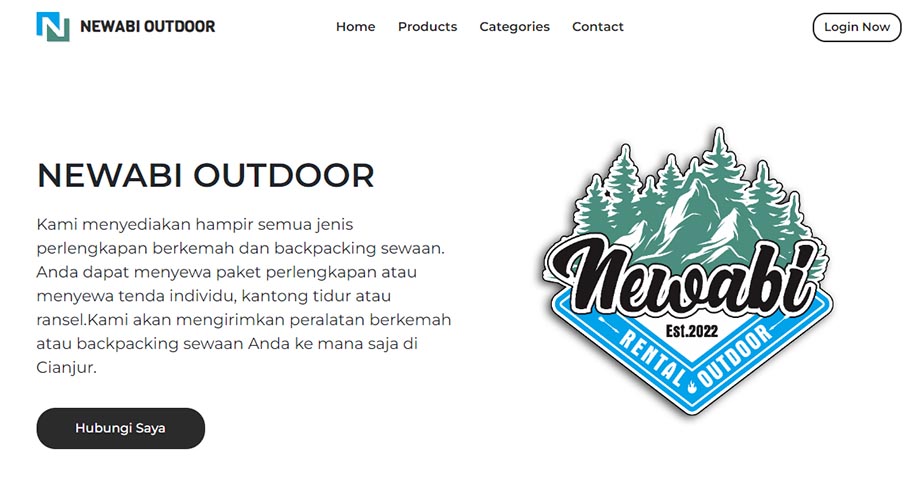 NEWABI OUTDOOR
Home
Products
Categories
Contact
Login Now
NEWABI OUTDOOR
Kami menyediakan hampir semua jenis
perlengkapan berkemah dan backpacking sewaan.
Anda dapat menyewa paket perlengkapan atau
menyewa tenda individu, kantong tidur atau
ransel.Kami akan mengirimkan peralatan berkemah
atau backpacking sewaan Anda ke mana saja di
Cianjur.
Hubungi Saya
Newabi
Est.2022
RENTAL OUTDOOR